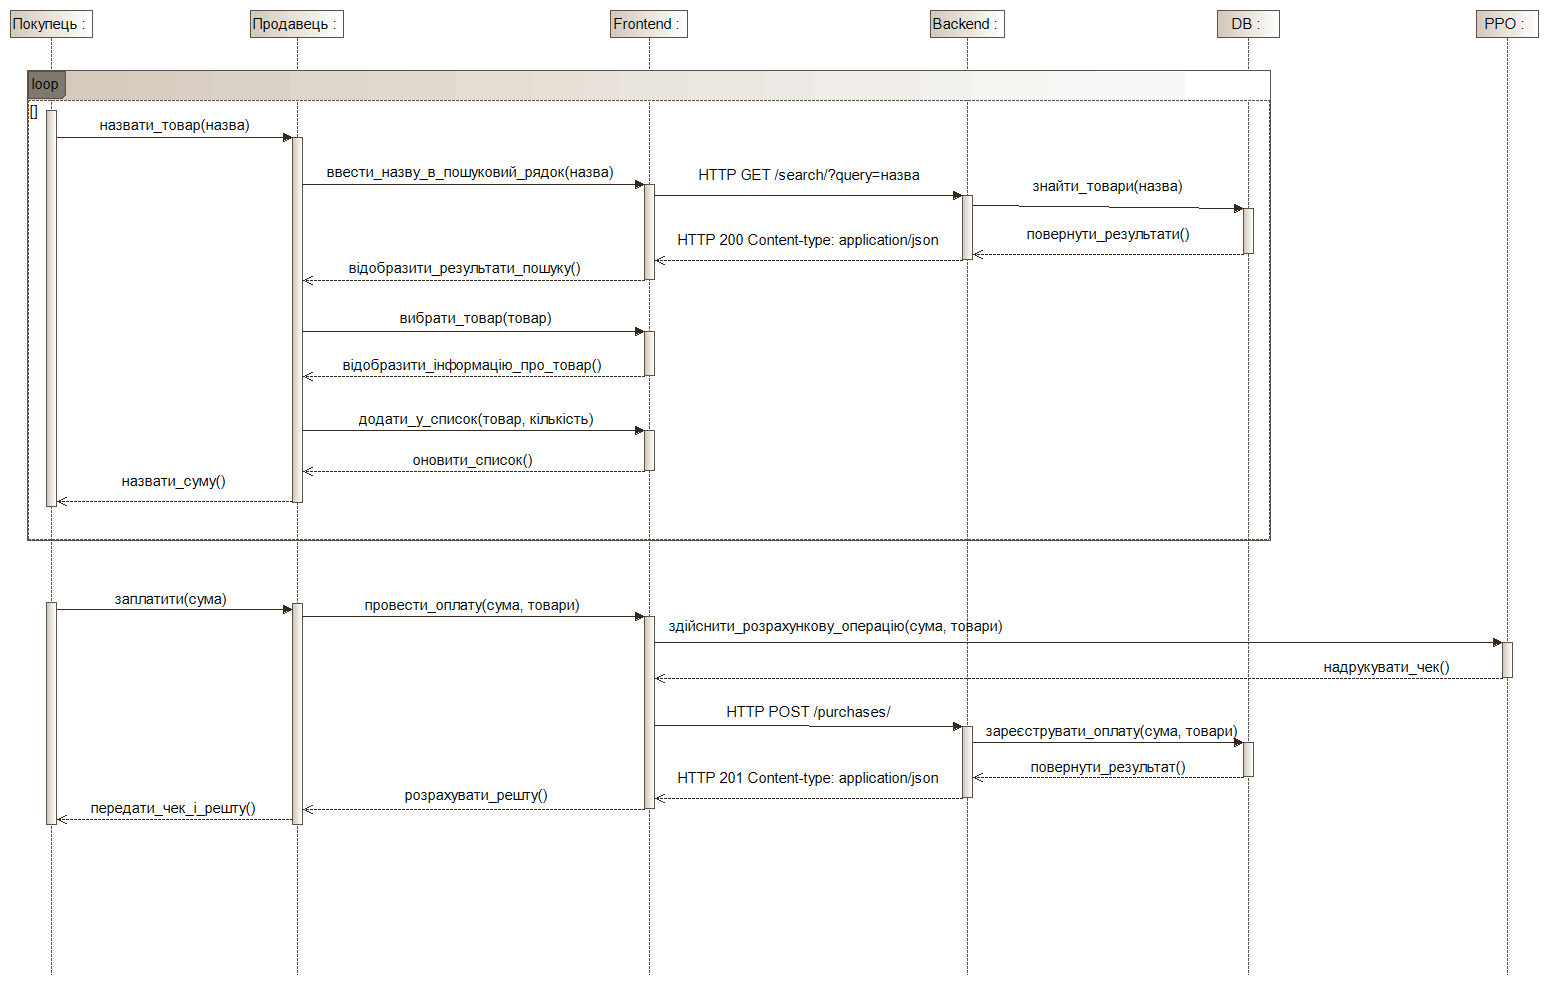 Покупець :
Продавець :
Frontend :
Backend :
DB :
РРО :
loop
[]
назвати_товар(назва)
ввести_назву_в_пошуковий_рядок(назва)
HTTP GET /search/?query=назва
знайти_товари(назва)
повернути_результати()
HTTP 200 Content-type: application/json
відобразити_результати_пошуку()
вибрати_товар(товар)
відобразити_інформацію_про_товар()
додати_у_список(товар, кількість)
оновити_список()
назвати_суму()
заплатити(сума)
провести_оплату(сума, товари)
здійснити_розрахункову_операцію(сума, товари)
надрукувати_чек()
HTTP POST /purchases/
зареєструвати_оплату(сума, товари)
повернути_результат()
HTTP 201 Content-type: application/json
розрахувати_решту()
передати_чек_і_решту()